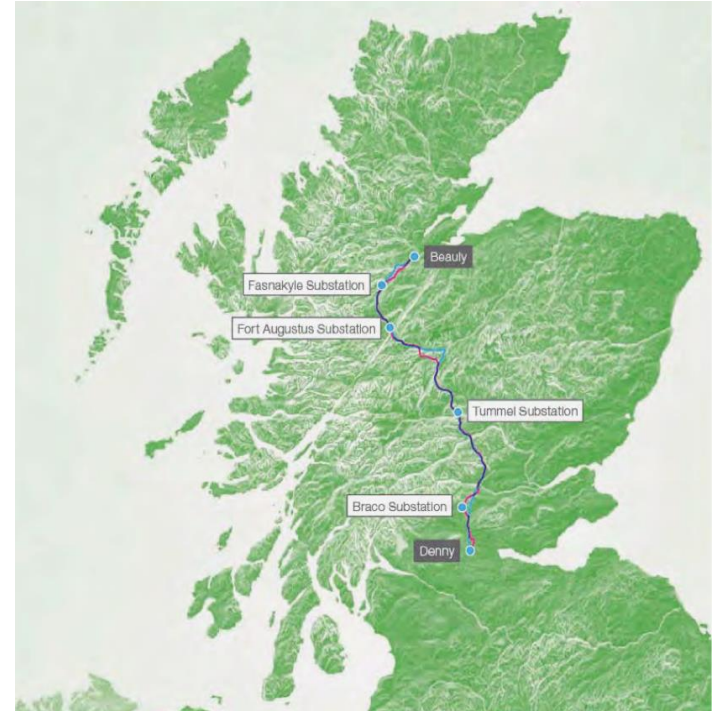 Beauly
Fasnakyle Substation
Fort Augustus Substation
Tummel Substation
Braco Substation
Denny